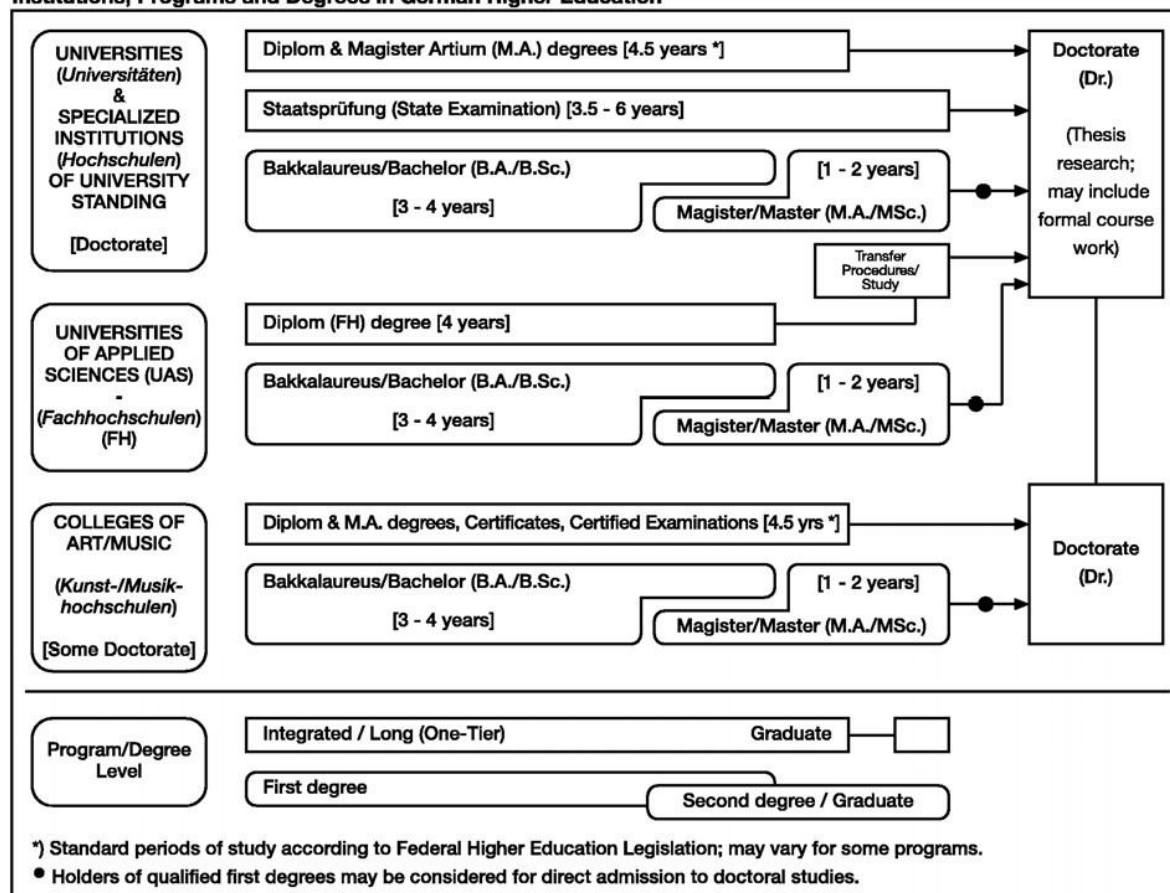 Institutions, Programs and Degrees in German Higher Education
UNIVERSITIES
(Universitäten)
&
SPECIALIZED
INSTITUTIONS
(Hochschulen)
OF UNIVERSITY
STANDING
[Doctorate]
Diplom & Magister Artium (M.A.) degrees [4.5 years *]
Staatsprüfung (State Examination) [3.5 - 6 years]
Bakkalaureus/Bachelor (B.A./B.Sc.)
[3 - 4 years]
[1 - 2 years]
Magister/Master (M.A./MSc.)
Transfer
Procedures/
Study
Doctorate
(Dr.)
(Thesis
research;
may include
formal course
work)
UNIVERSITIES
OF APPLIED
SCIENCES (UAS)
-
(Fachhochschulen)
(FH)
Diplom (FH) degree [4 years]
Bakkalaureus/Bachelor (B.A./B.Sc.)
[3 - 4 years]
[1 - 2 years]
Magister/Master (M.A./MSc.)
COLLEGES OF
ART/MUSIC
(Kunst-/Musik-
hochschulen)
[Some Doctorate]
Diplom & M.A. degrees, Certificates, Certified Examinations [4.5 yrs *]
Bakkalaureus/Bachelor (B.A./B.Sc.)
[3 - 4 years]
[1 - 2 years]
Magister/Master (M.A./MSc.)
Doctorate
(Dr.)
Program/Degree
Level
Integrated / Long (One-Tier) Graduate
First degree
Second degree / Graduate
*) Standard periods of study according to Federal Higher Education Legislation; may vary for some programs.
● Holders of qualified first degrees may be considered for direct admission to doctoral studies.